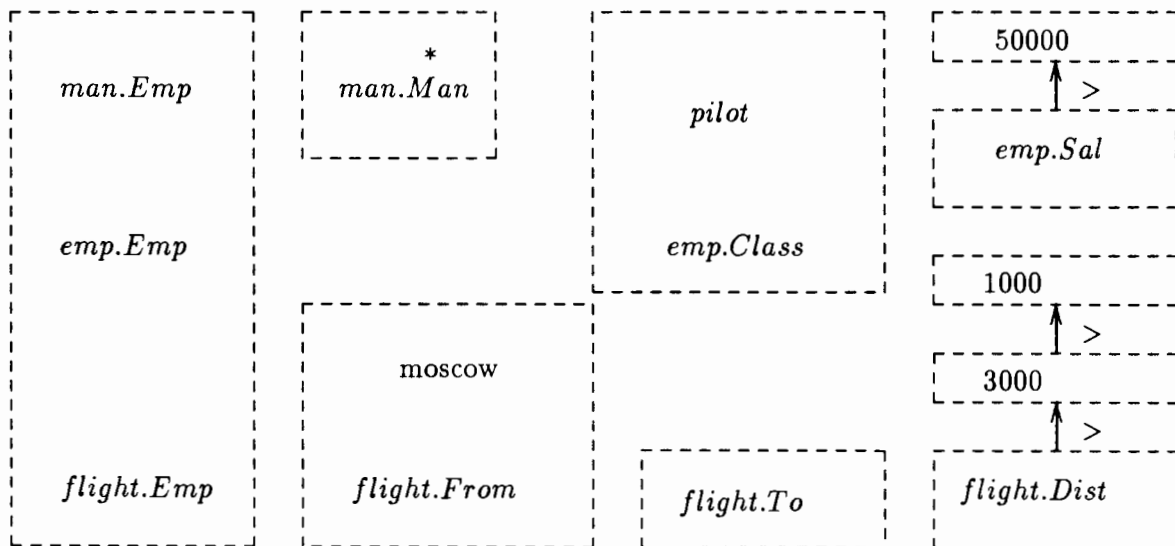 50000
*
man.Emp
man.Man
>
pilot
emp.Sal
emp.Emp
emp.Class
1000
>
moscow
3000
>
flight.Emp
flight.From
flight.To
flight.Dist